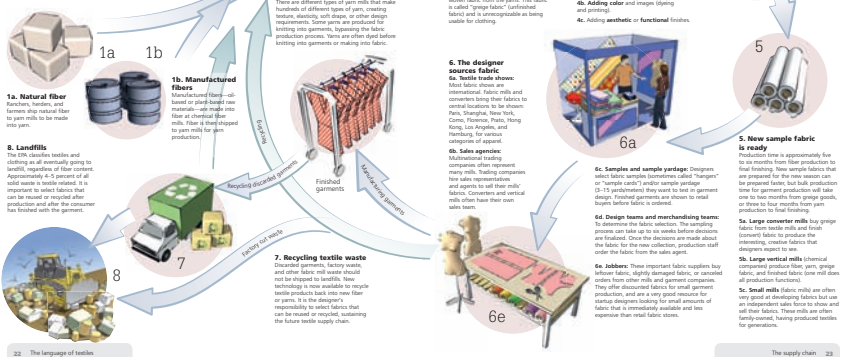 There are different types of yarn mills that make
hundreds of different types of yarn, creating
texture, elasticity, soft drape, or other design
requirements. Some yarns are produced for
knitting into garments, bypassing the fabric
production process. Yarns are often dyed before
knitting into garments or making into fabric.
1a
1b
1a. Natural fiber
Ranchers, herders, and
farmers ship natural fiber
to yarn mills to be made
into yarn.
1b. Manufactured
fibers
Manufactured fibers—oil-
based or plant-based raw
materials—are made into
fiber at chemical fiber
mills. Fiber is then shipped
to yarn mills for yarn
production.
8. Landfills
The EPA classifies textiles and
clothing as all eventually going to
landfill, regardless of fiber content.
Approximately 4–5 percent of all
solid waste is textile related. It is
important to select fabrics that
can be reused or recycled after
production and after the consumer
has finished with the garment.
Recycling
Recycling discarded garments
Finished
garments
Manufacturing garments
Factory cut waste
7
8
7. Recycling textile waste
Discarded garments, factory waste,
and other fabric mill waste should
not be shipped to landfills. New
technology is now available to recycle
textile products back into new fiber
or yarns. It is the designer's
responsibility to select fabrics that
can be reused or recycled, sustaining
the future textile supply chain.
22 The language of textiles
is called "greige fabric" (unfinished
fabric) and is unrecognizable as being
usable for clothing.
4b. Adding color and images (dyeing
and printing).
4c. Adding aesthetic or functional finishes.
6. The designer
sources fabric
6a. Textile trade shows:
Most fabric shows are
international. Fabric mills and
converters bring their fabrics to
central locations to be shown:
Paris, Shanghai, New York,
Como, Florence, Prato, Hong
Kong, Los Angeles, and
Hamburg, for various
categories of apparel.
6b. Sales agencies:
Multinational trading
companies often represent
many mills. Trading companies
hire sales representatives
and agents to sell their mills'
fabrics. Converters and vertical
mills often have their own
sales team.
6a
5
6c. Samples and sample yardage: Designers
select fabric samples (sometimes called "hangers"
or "sample cards") and/or sample yardage
(3–15 yards/meters) they want to test in garment
design. Finished garments are shown to retail
buyers before fabric is ordered.
6d. Design teams and merchandising teams:
To determine the fabric selection. The sampling
process can take up to six weeks before decisions
are finalized. Once the decisions are made about
the fabric for the new collection, production staff
order the fabric from the sales agent.
6e. Jobbers: These important fabric suppliers buy
leftover fabric, slightly damaged fabric, or canceled
orders from other mills and garment companies.
They offer discounted fabrics for small garment
production, and are a very good resource for
startup designers looking for small amounts of
fabric that is immediately available and less
expensive than retail fabric stores.
6e
5. New sample fabric
is ready
Production time is approximately five
to six months from fiber production to
final finishing. New sample fabrics that
are prepared for the new season can
be prepared faster, but bulk production
time for garment production will take
one to two months from greige goods,
or three to four months from yarn
production to final finishing.
5a. Large converter mills buy greige
fabric from textile mills and finish
(convert) fabric to produce the
interesting, creative fabrics that
designers expect to see.
5b. Large vertical mills (chemical
companies) produce fiber, yarn, greige
fabric, and finished fabric (one mill does
all production functions).
5c. Small mills (fabric mills) are often
very good at developing fabrics but use
an independent sales force to show and
sell their fabrics. These mills are often
family-owned, having produced textiles
for generations.
The supply chain 23